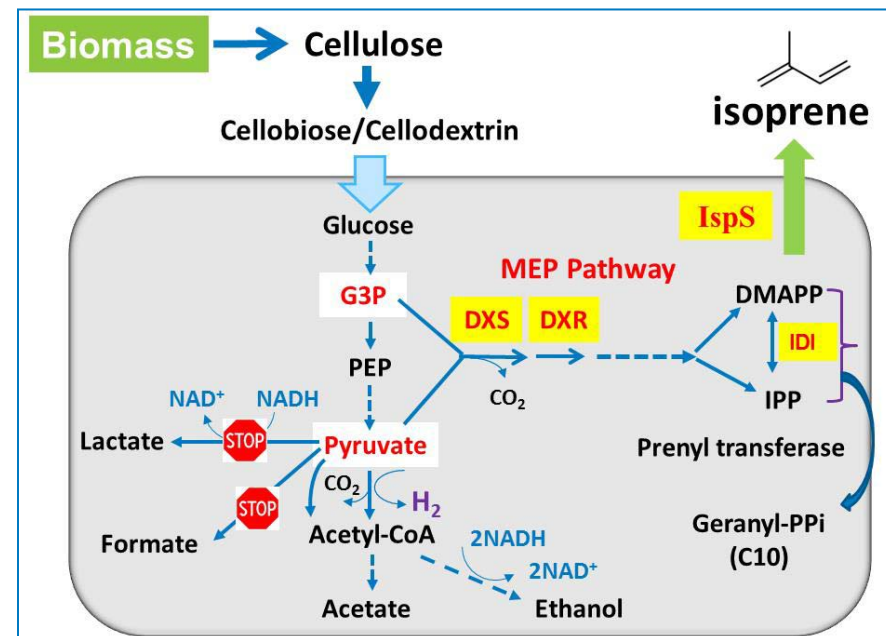 Biomass
Cellulose
isoprene
Cellobiose/Cellodextrin
Glucose
IspS
MEP Pathway
G3P
DXS
DXR
DMAPP
IDI
PEP
CO₂
IPP
NAD⁺
NADH
Lactate
STOP
Pyruvate
Prenyl transferase
STOP
CO₂
H₂
Formate
Acetyl-CoA
2NADH
2NAD⁺
Geranyl-PPi
(C10)
Acetate
Ethanol